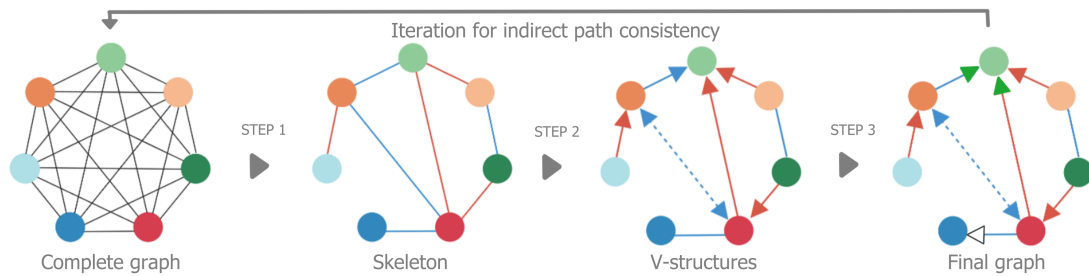 Iteration for indirect path consistency
STEP 1
STEP 2
STEP 3
Complete graph
Skeleton
V-structures
Final graph